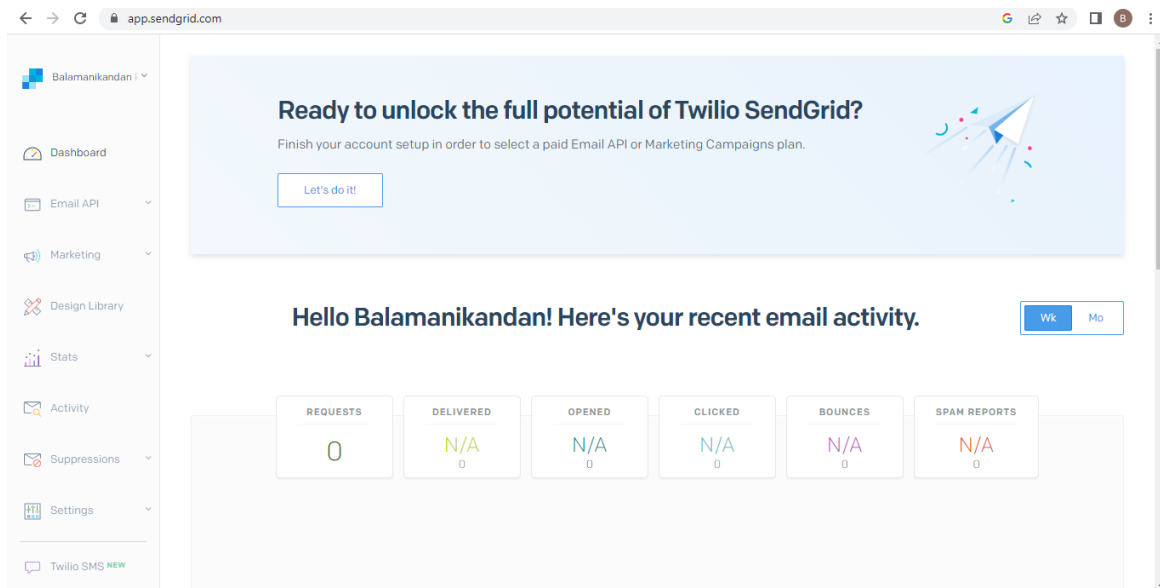 app.sendgrid.com
B
Balamanikandan
Dashboard
Email API
Marketing
Design Library
Stats
Activity
Suppressions
Settings
Twilio SMS NEW
Ready to unlock the full potential of Twilio SendGrid?
Finish your account setup in order to select a paid Email API or Marketing Campaigns plan.
Let's do it!
Hello Balamanikandan! Here's your recent email activity.
Wk Mo
REQUESTS DELIVERED OPENED CLICKED BOUNCES SPAM REPORTS
0 N/A N/A N/A N/A N/A
0 0 0 0 0